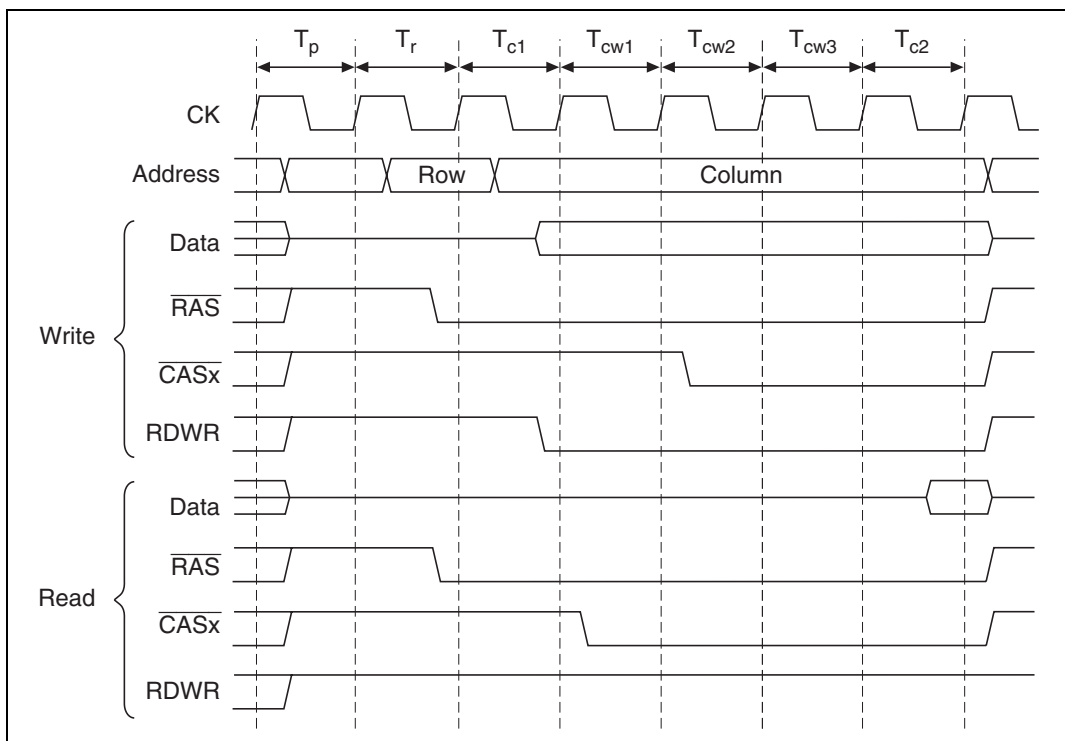 Tp Tr Tc1 Tcw1 Tcw2 Tcw3 Tc2
CK
Address Row Column
Data
RAS
Write
CASx
RDWR
Data
RAS
Read
CASx
RDWR